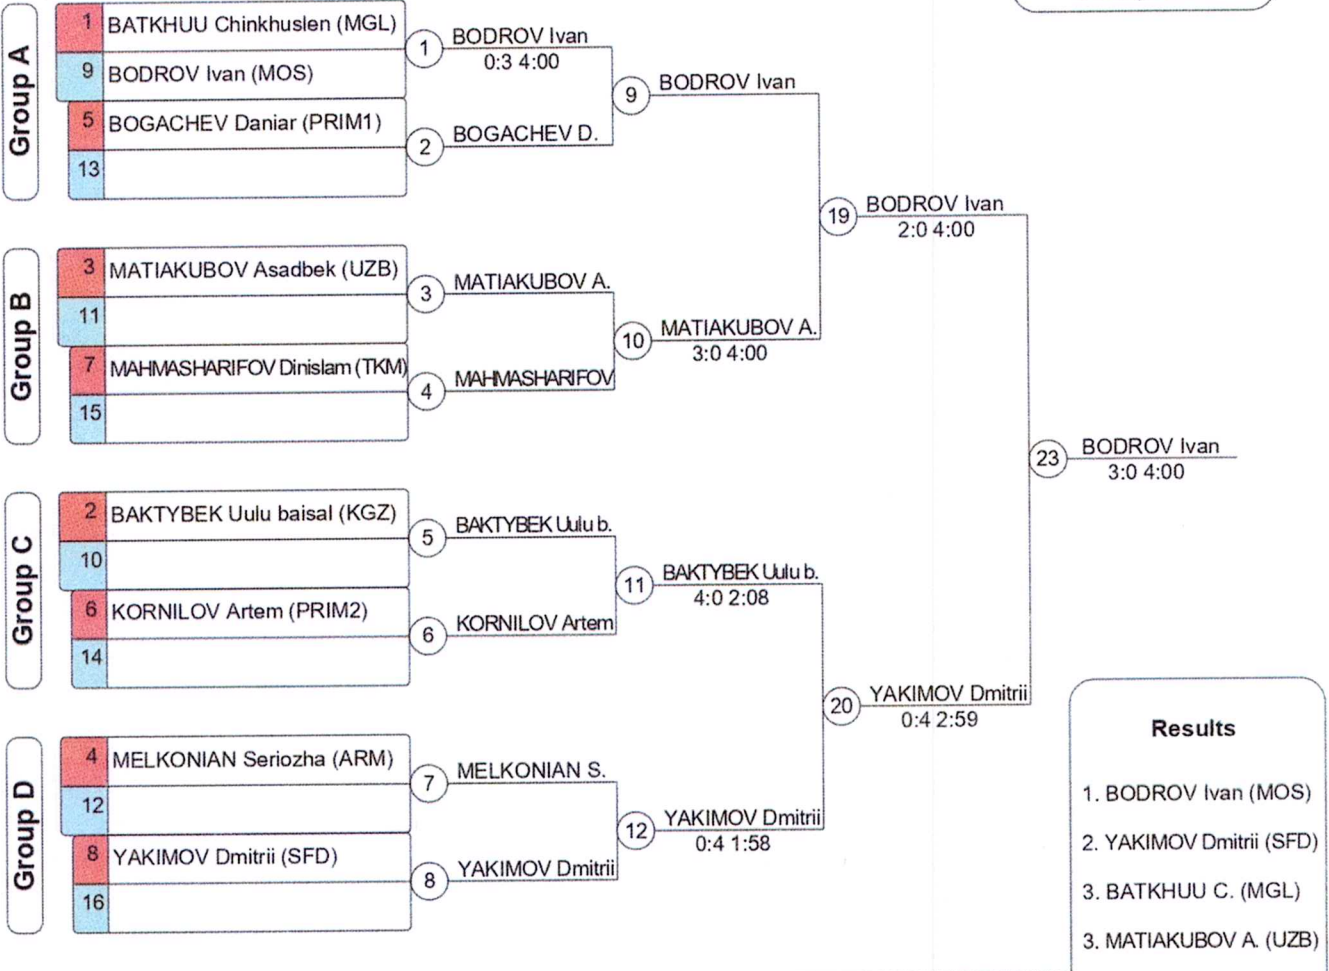 Group A
1 BATKHUU Chinkhuslen (MGL)
9 BODROV Ivan (MOS)
5 BOGACHEV Daniar (PRIM1)
13
1 BODROV Ivan
0:3 4:00
2 BOGACHEV D.
9 BODROV Ivan
Group B
3 MATIAKUBOV Asadbek (UZB)
11
7 MAHMASHARIFOV Dinislam (TKM)
15
3 MATIAKUBOV A.
4 MAHMASHARIFOV
10 MATIAKUBOV A.
3:0 4:00
19 BODROV Ivan
2:0 4:00
Group C
2 BAKTYBEK Uulu baisal (KGZ)
10
6 KORNILOV Artem (PRIM2)
14
5 BAKTYBEK Uulu b.
6 KORNILOV Artem
11 BAKTYBEK Uulu b.
4:0 2:08
Group D
4 MELKONIAN Seriozha (ARM)
12
8 YAKIMOV Dmitrii (SFD)
16
7 MELKONIAN S.
8 YAKIMOV Dmitrii
12 YAKIMOV Dmitrii
0:4 1:58
20 YAKIMOV Dmitrii
0:4 2:59
23 BODROV Ivan
3:0 4:00
Results
1. BODROV Ivan (MOS)
2. YAKIMOV Dmitrii (SFD)
3. BATKHUU C. (MGL)
3. MATIAKUBOV A. (UZB)